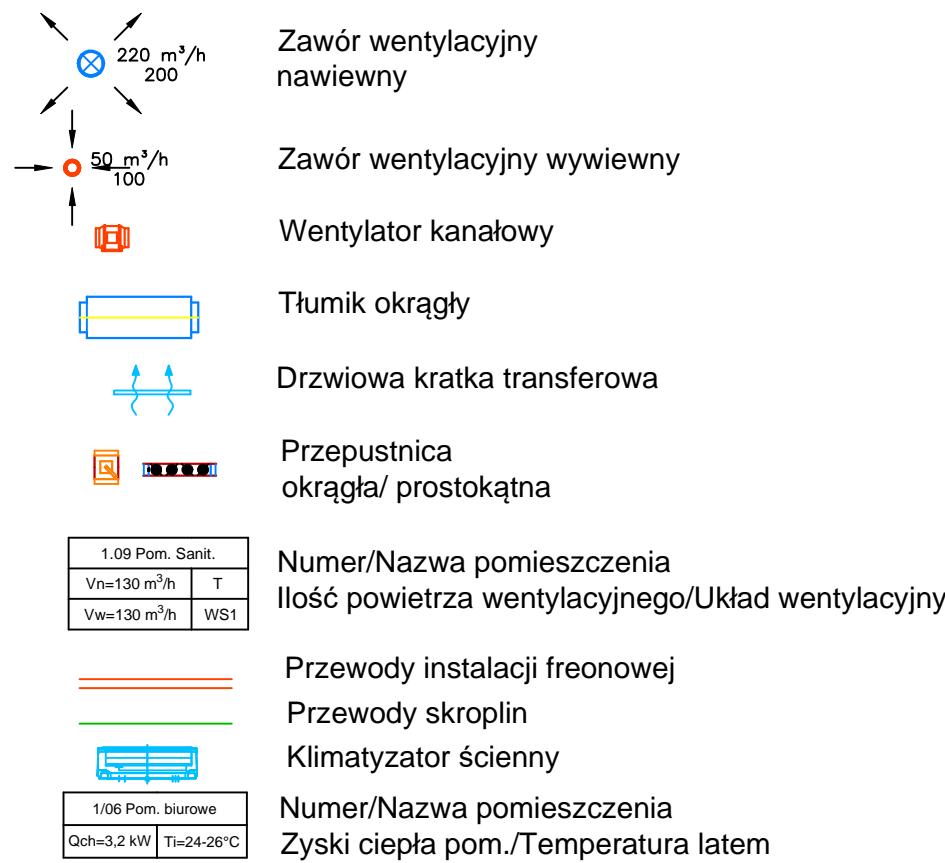 220 m³/h
200
Zawór wentylacyjny
nawiewny
50 m³/h
100
Zawór wentylacyjny wywiewny
Wentylator kanałowy
Tłumik okrągły
Drzwiowa kratka transferowa
Przepustnica
okrągła/ prostokątna
1.09 Pom. Sanit.
Vn=130 m³/h T
Vw=130 m³/h WS1
Numer/Nazwa pomieszczenia
Ilość powietrza wentylacyjnego/Układ wentylacyjny
Przewody instalacji freonowej
Przewody skroplin
Klimatyzator ścienny
1/06 Pom. biurowe
Qch=3,2 kW Ti=24-26°C
Numer/Nazwa pomieszczenia
Zyski ciepła pom./Temperatura latem